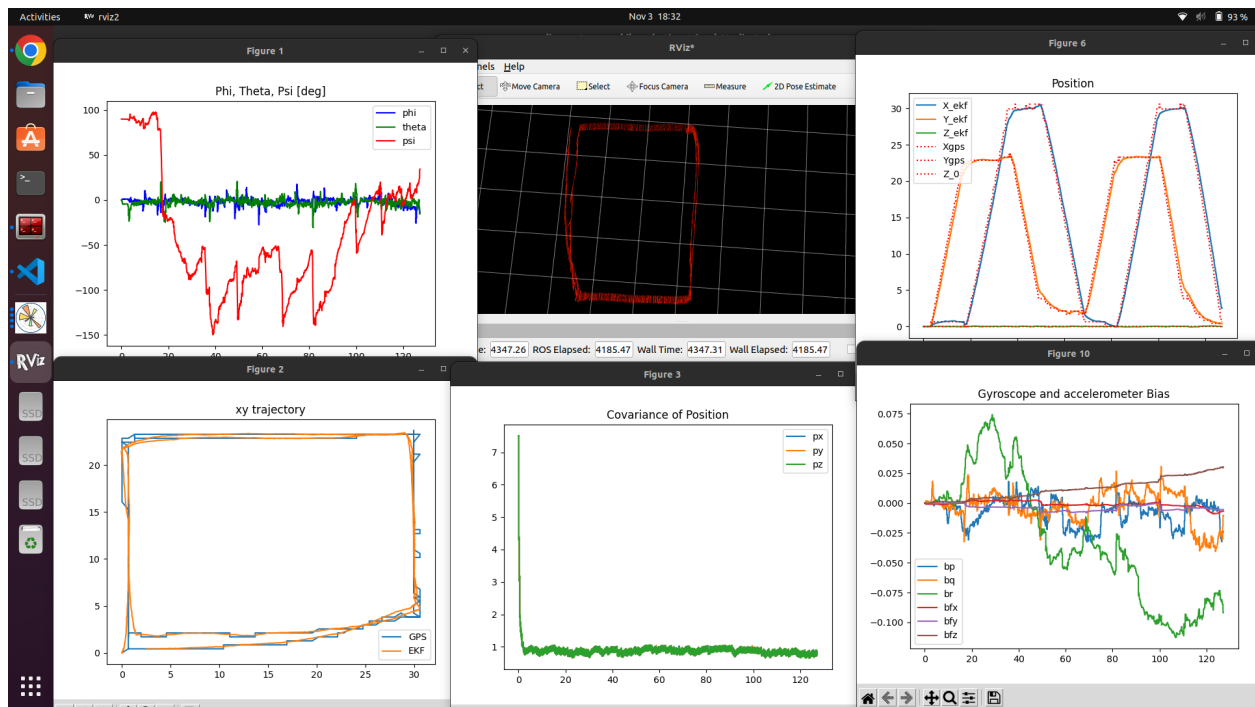 Activities
rviz2
Nov 3 18:32
93 %
Figure 1
Phi, Theta, Psi [deg]
phi
theta
psi
100
50
0
−50
−100
−150
0 20 40 60 80 100 120
RViz*
nels Help
ct Move Camera Select Focus Camera Measure 2D Pose Estimate
e: 4347.26 ROS Elapsed: 4185.47 Wall Time: 4347.31 Wall Elapsed: 4185.47
Figure 6
Position
X_ekf
Y_ekf
Z_ekf
Xgps
Ygps
Z_0
30
25
20
15
10
5
0
Figure 2
xy trajectory
20
15
10
5
0
GPS
EKF
0 5 10 15 20 25 30
Figure 3
Covariance of Position
px
py
pz
7
6
5
4
3
2
1
0 20 40 60 80 100 120
Figure 10
Gyroscope and accelerometer Bias
0.075
0.050
0.025
0.000
−0.025
−0.050
−0.075
−0.100
bp
bq
br
bfx
bfy
bfz
0 20 40 60 80 100 120
RViz
SSD
SSD
SSD